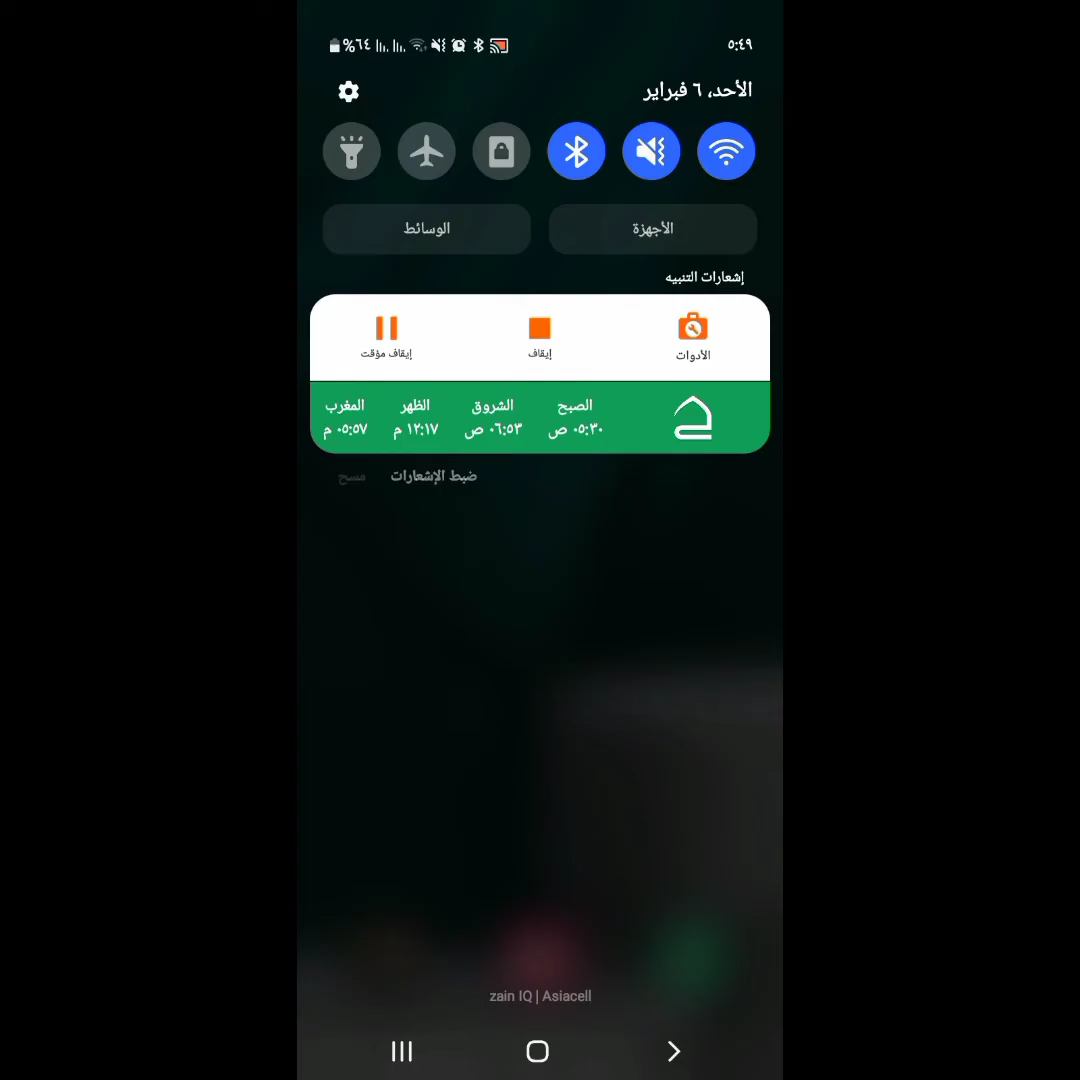 ٥:٤٩ %٦٤
الأحد، ٦ فبراير
الأجهزة الوسائط
إشعارات التنبيه
الأدوات إيقاف إيقاف مؤقت
الصبح الشروق الظهر المغرب
٠٥:٣٠ ص ٠٦:٥٣ ص ١٢:١٧ م ٠٥:٥٧ م
ضبط الإشعارات مسح
zain IQ | Asiacell